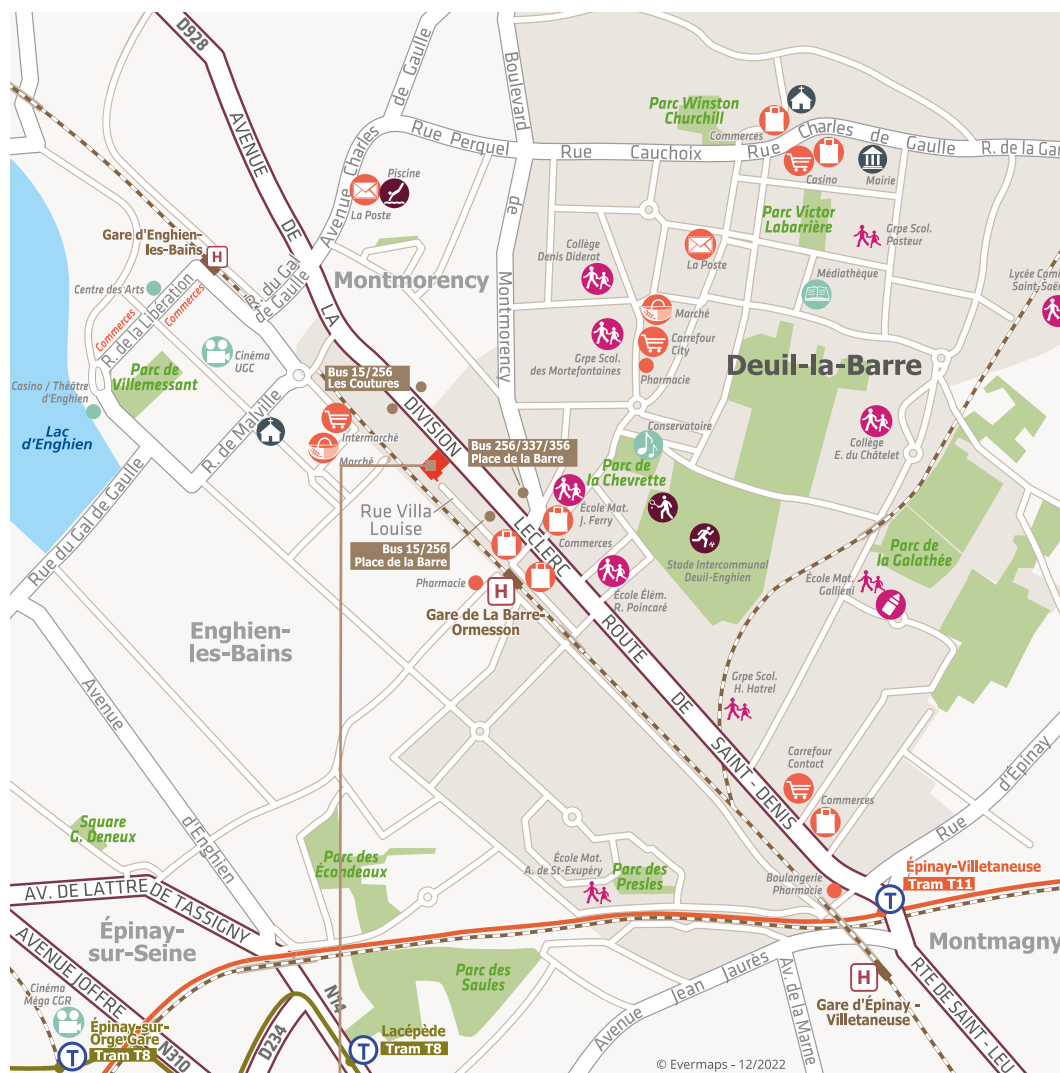 D928
AVENUE
DE
LA
DIVISION
LECLERC
ROUTE
DE
SAINT - DENIS
Avenue Charles
de Gaulle
Boulevard
de
Montmorency
Rue Perquel
Rue Cauchoix
Rue
Charles de Gaulle
R. de la Gar
Parc Winston
Churchill
Commerces
Casino
Mairie
Piscine
La Poste
Gare d'Enghien-
les-Bains
H
Centre des Arts
Commerces
R. de la Libération
Commerces
R. du Gal
de Gaulle
Montmorency
Collège
Denis Diderot
La Poste
Parc Victor
Labarrière
Grpe Scol.
Pasteur
Médiathèque
Lycée Cami
Saint-Saën
Marché
Carrefour
City
Grpe Scol.
des Mortefontaines
Pharmacie
Deuil-la-Barre
Cinéma
UGC
Parc de
Villemessant
Casino / Théâtre
d'Enghien
Lac
d'Enghien
R. de Malville
Bus 15/256
Les Coutures
Intermarché
Marché
Conservatoire
Collège
E. du Châtelet
Bus 256/337/356
Place de la Barre
Parc de
la Chevrette
Rue du Gal de Gaulle
Rue Villa
Louise
École Mat.
J. Ferry
Commerces
Bus 15/256
Place de la Barre
Stade Intercommunal
Deuil-Enghien
Parc de
la Galathée
École Mat.
Galliéni
Pharmacie
H
Gare de La Barre-
Ormesson
École Élém.
R. Poincaré
Enghien-
les-Bains
Grpe Scol.
H. Hatrel
Avenue
d'Enghien
Carrefour
Contact
Commerces
Rue
d'Épinay
Square
G. Deneux
Parc des
Écondeaux
École Mat.
A. de St-Exupéry
Parc des
Presles
Boulangerie
Pharmacie
Épinay-Villetaneuse
Tram T11
T
AV. DE LATTRE DE TASSIGNY
Épinay-
sur-Seine
Montmagny
AVENUE JOFFRE
Parc des
Saules
Avenue Jean Jaurès
Av. de la Marne
H
Gare d'Épinay -
Villetaneuse
RTE DE SAINT-LEU
Cinéma
Méga CGR
Épinay-sur-
Orge Gare
Tram T8
T
N310
D234
N14
T
Lacépède
Tram T8
© Evermaps - 12/2022